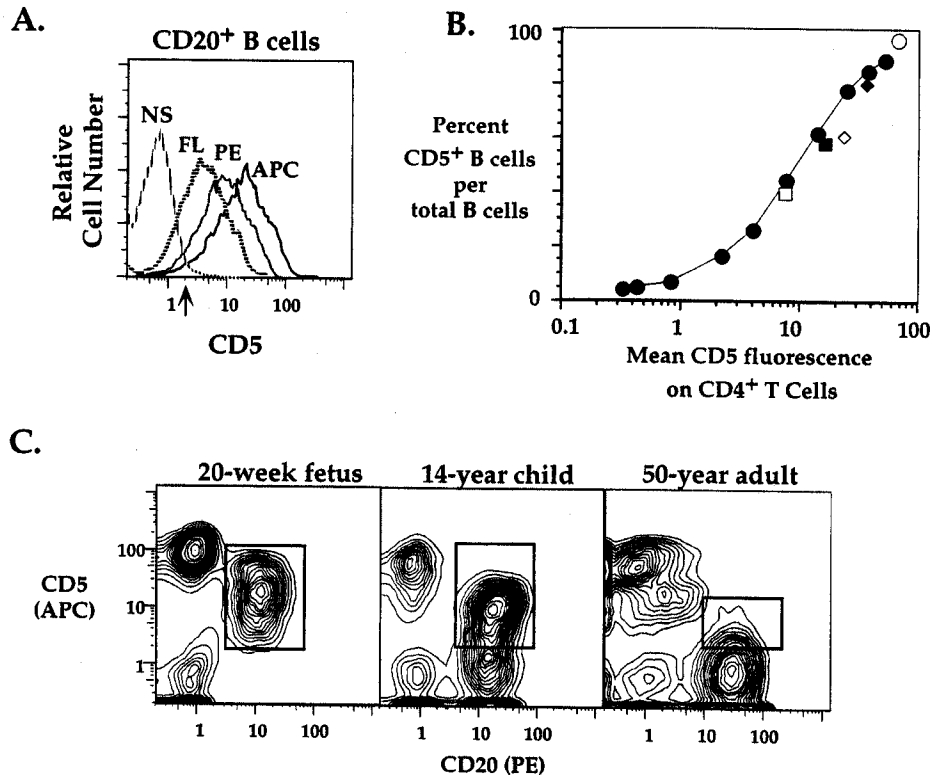 A.
CD20+ B cells
Relative
Cell Number
NS
FL
PE
APC
1
10
100
CD5
B.
100
0
Percent
CD5+ B cells
per
total B cells
0.1
1
10
100
Mean CD5 fluorescence
on CD4+ T Cells
C.
20-week fetus
14-year child
50-year adult
CD5
(APC)
100
10
1
1
10
100
1
10
100
1
10
100
CD20 (PE)